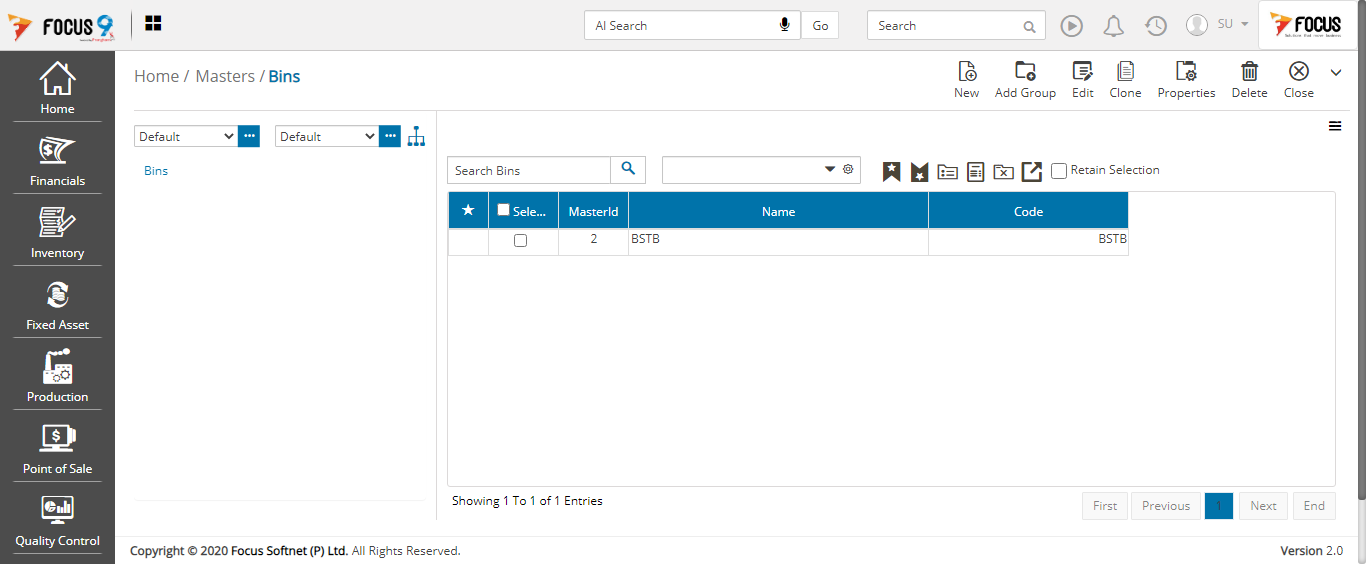 FOCUS 9
AI Search
Go
Search
SU
FOCUS
Home
Financials
Inventory
Fixed Asset
Production
Point of Sale
Quality Control
Home / Masters / Bins
New
Add Group
Edit
Clone
Properties
Delete
Close
Default
Default
Bins
Search Bins
Retain Selection
Sele... MasterId Name Code
2 BSTB BSTB
Showing 1 To 1 of 1 Entries
First Previous 1 Next End
Copyright © 2020 Focus Softnet (P) Ltd. All Rights Reserved.
Version 2.0